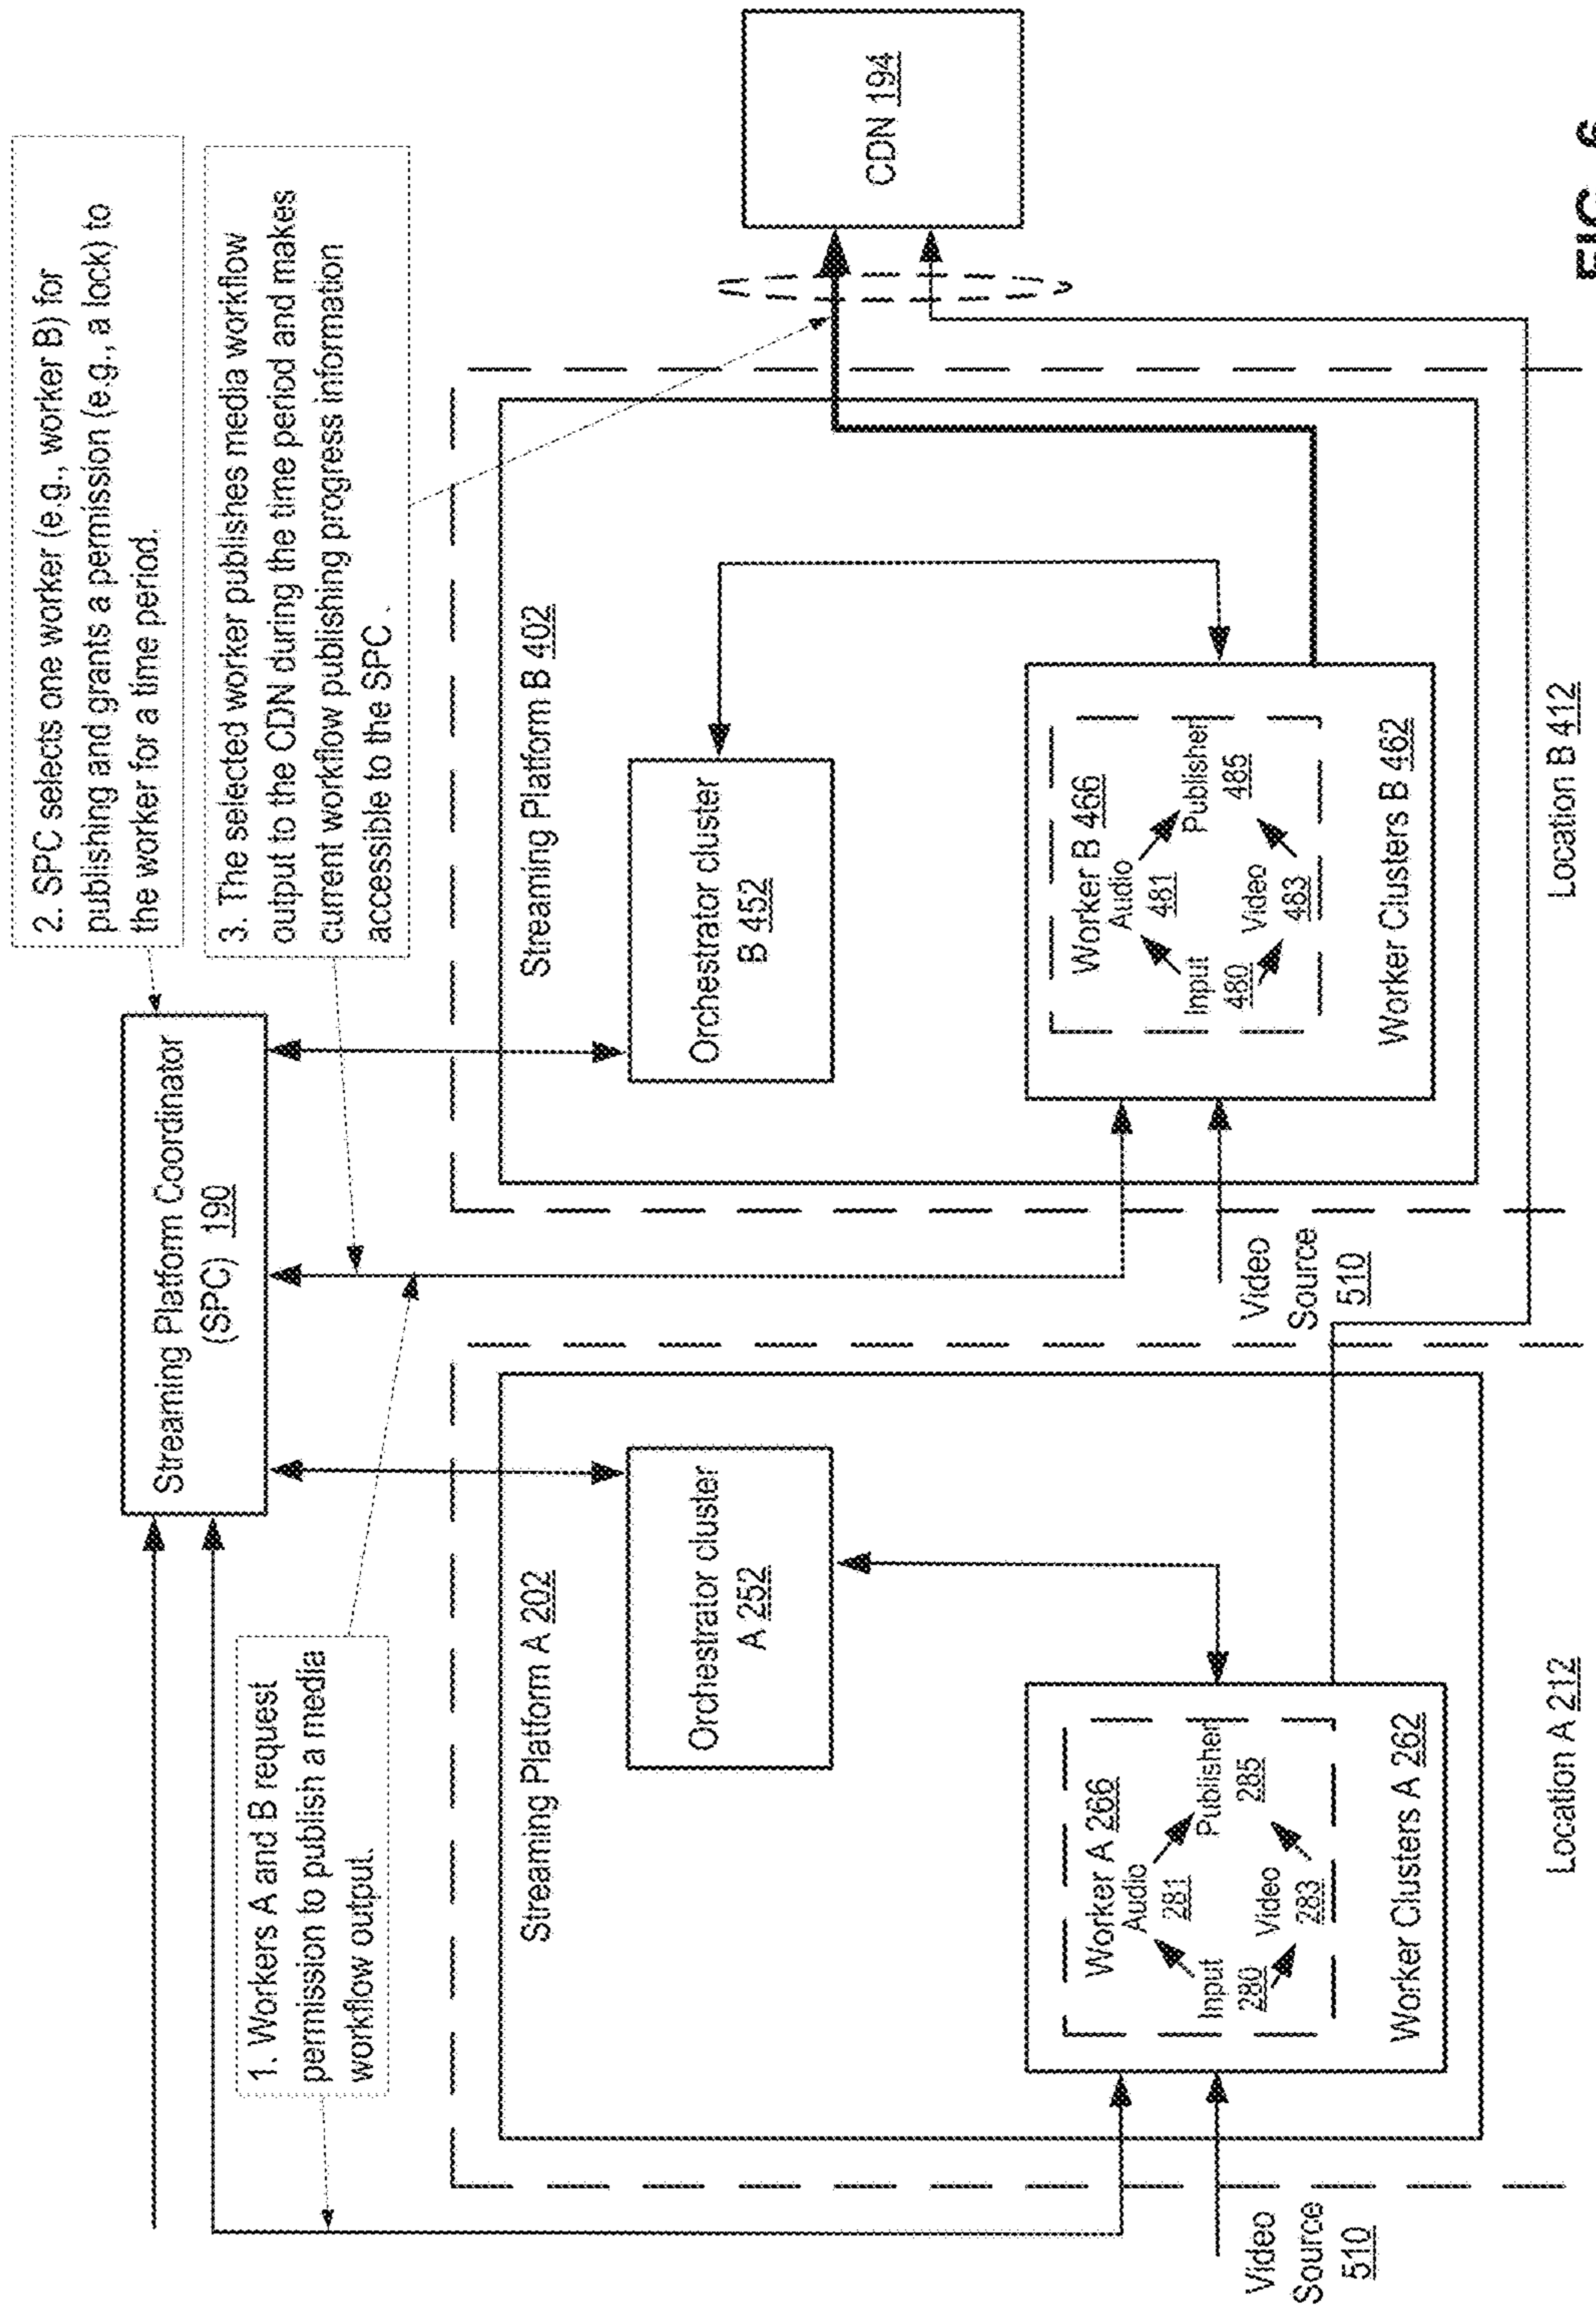 2. SPC selects one worker (e.g., worker B) for
publishing and grants a permission (e.g., a lock) to
the worker for a time period.
3. The selected worker publishes media workflow
output to the CDN during the time period and makes
current workflow publishing progress information
accessible to the SPC .
Streaming Platform Coordinator
(SPC) 190
1. Workers A and B request
permission to publish a media
workflow output.
Streaming Platform A 202
Orchestrator cluster
A 252
Worker A 266
Audio
281
Input
280
Video
283
Publisher
285
Worker Clusters A 262
Video
Source
510
Location A 212
Streaming Platform B 402
Orchestrator cluster
B 452
Worker B 466
Audio
481
Input
480
Video
483
Publisher
485
Worker Clusters B 462
Video
Source
510
Location B 412
CDN 194
FIG. 6